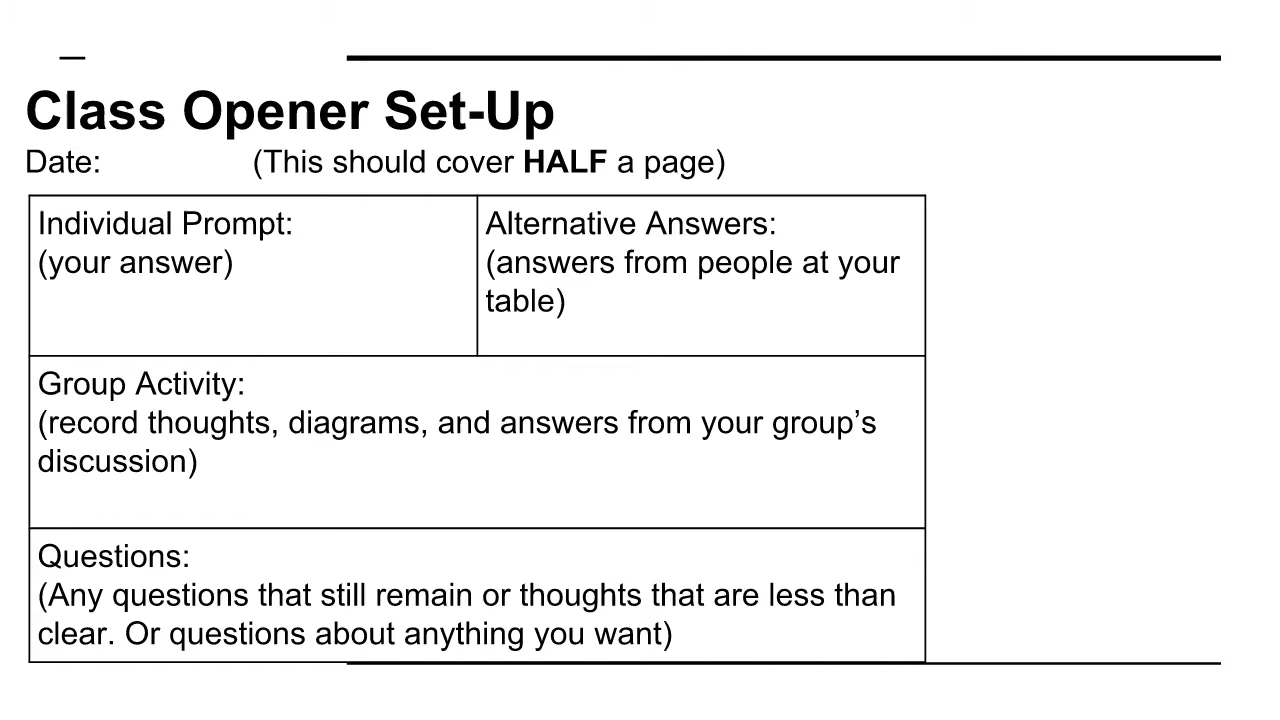 Class Opener Set-Up
Date: (This should cover HALF a page)
Individual Prompt:
(your answer)
Alternative Answers:
(answers from people at your
table)
Group Activity:
(record thoughts, diagrams, and answers from your group’s
discussion)
Questions:
(Any questions that still remain or thoughts that are less than
clear. Or questions about anything you want)